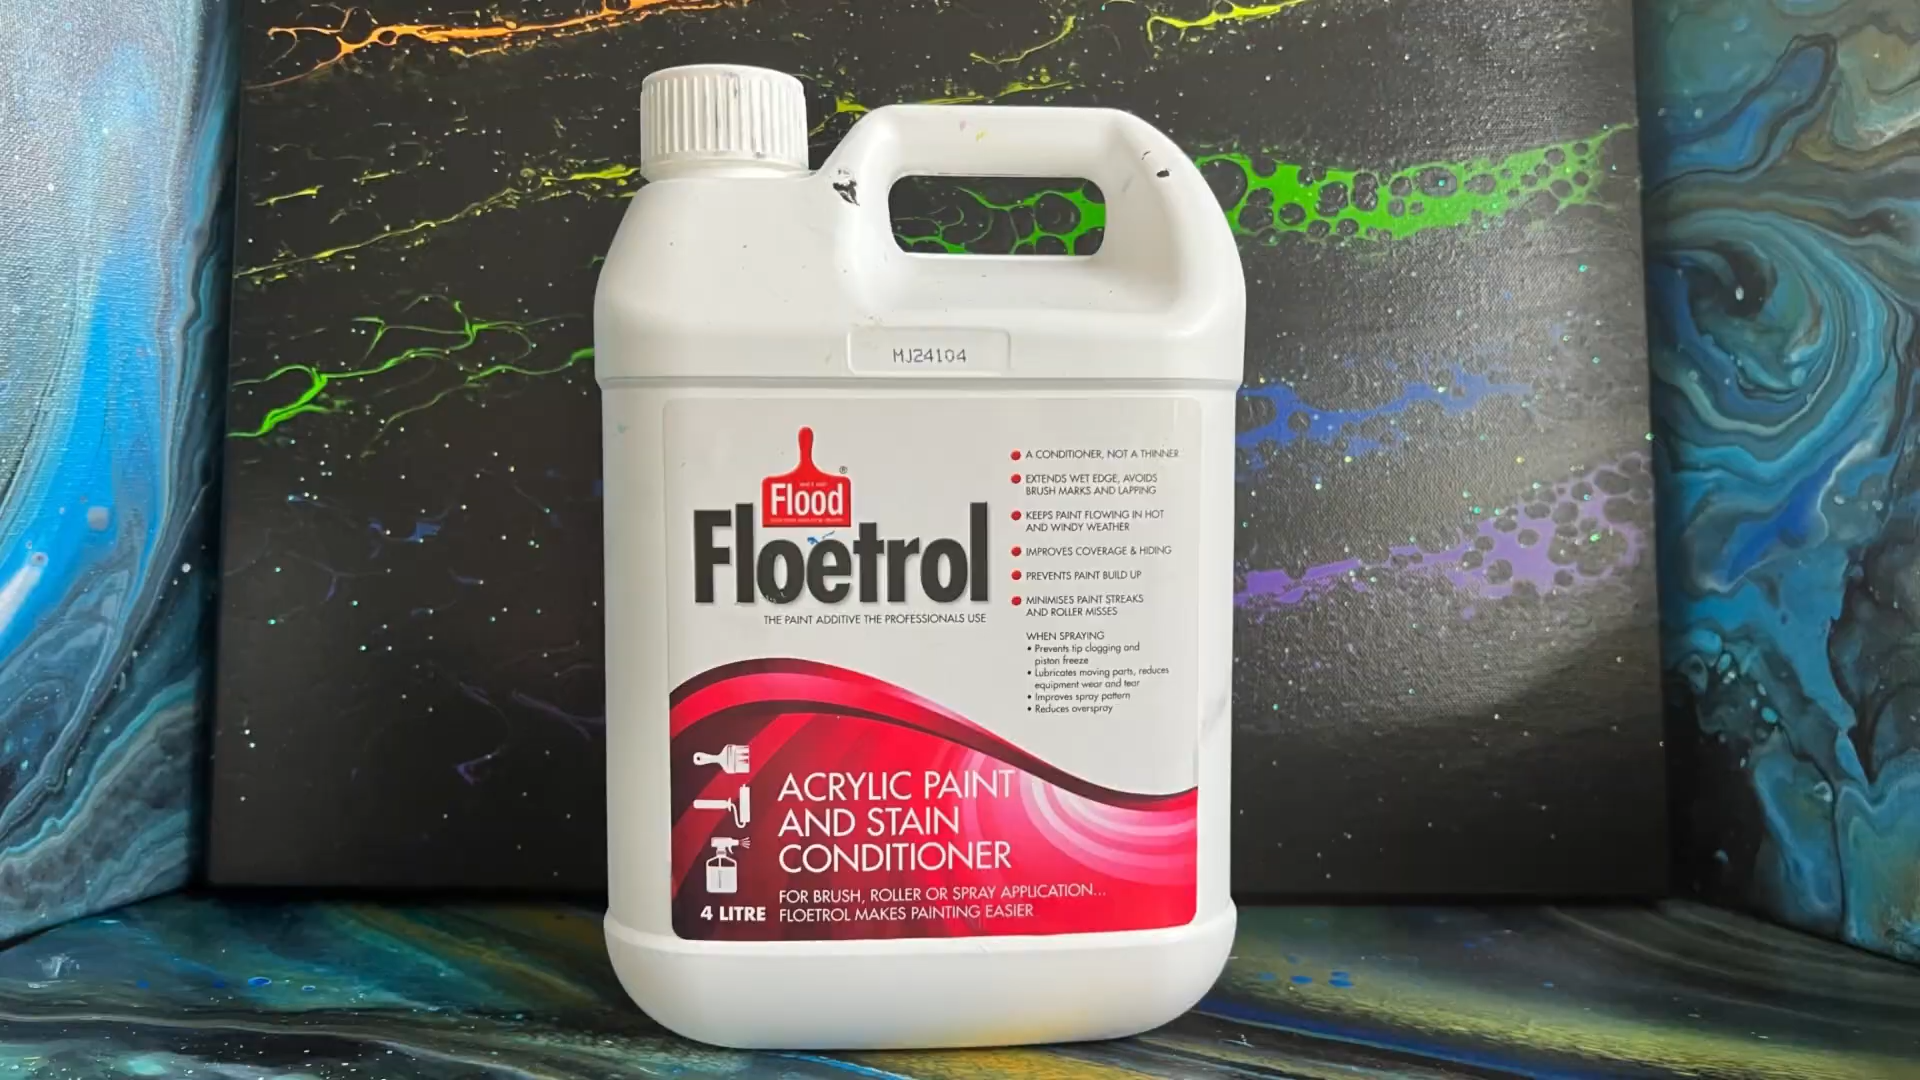 MJ24104
Flood
®
Floetrol
THE PAINT ADDITIVE THE PROFESSIONALS USE
A CONDITIONER, NOT A THINNER
EXTENDS WET EDGE, AVOIDS
BRUSH MARKS AND LAPPING
KEEPS PAINT FLOWING IN HOT
AND WINDY WEATHER
IMPROVES COVERAGE & HIDING
PREVENTS PAINT BUILD UP
MINIMISES PAINT STREAKS
AND ROLLER MISSES
WHEN SPRAYING
• Prevents tip clogging and
piston freeze
• Lubricates moving parts, reduces
equipment wear and tear
• Improves spray pattern
• Reduces overspray
ACRYLIC PAINT
AND STAIN
CONDITIONER
FOR BRUSH, ROLLER OR SPRAY APPLICATION...
FLOETROL MAKES PAINTING EASIER
4 LITRE